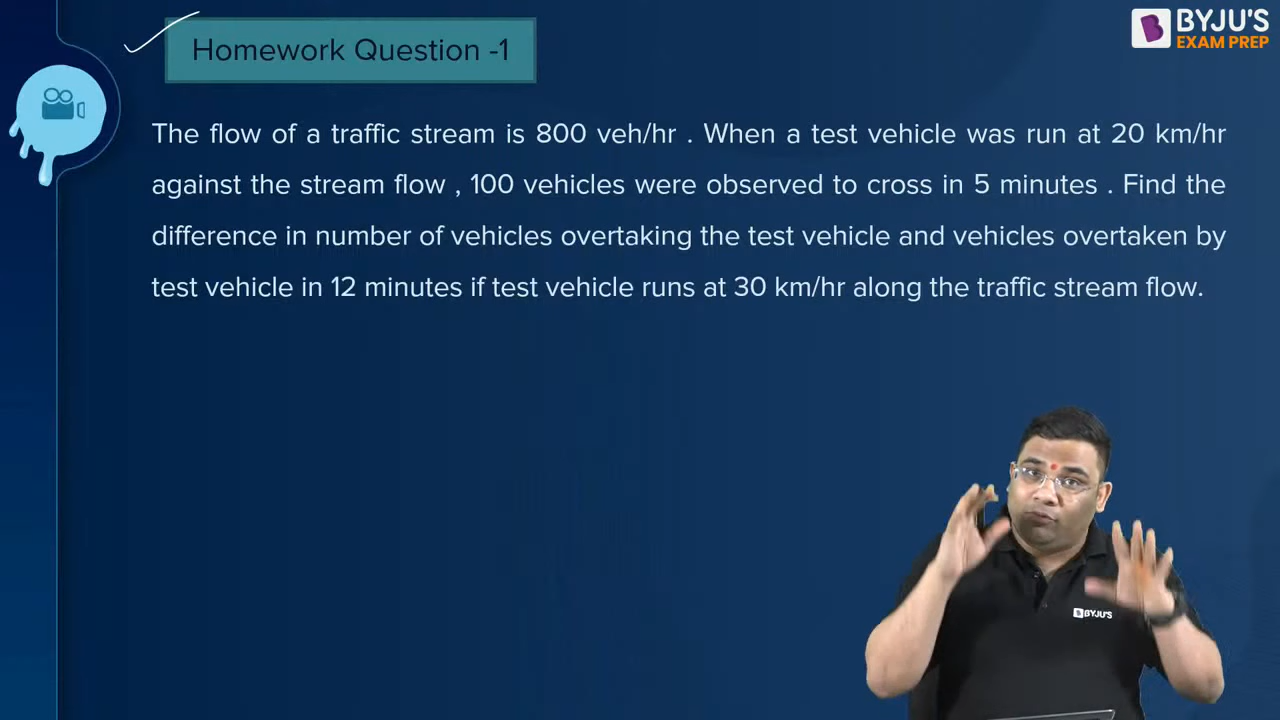 BYJU'S
EXAM PREP
Homework Question -1
The flow of a traffic stream is 800 veh/hr . When a test vehicle was run at 20 km/hr
against the stream flow , 100 vehicles were observed to cross in 5 minutes . Find the
difference in number of vehicles overtaking the test vehicle and vehicles overtaken by
test vehicle in 12 minutes if test vehicle runs at 30 km/hr along the traffic stream flow.
BYJU'S